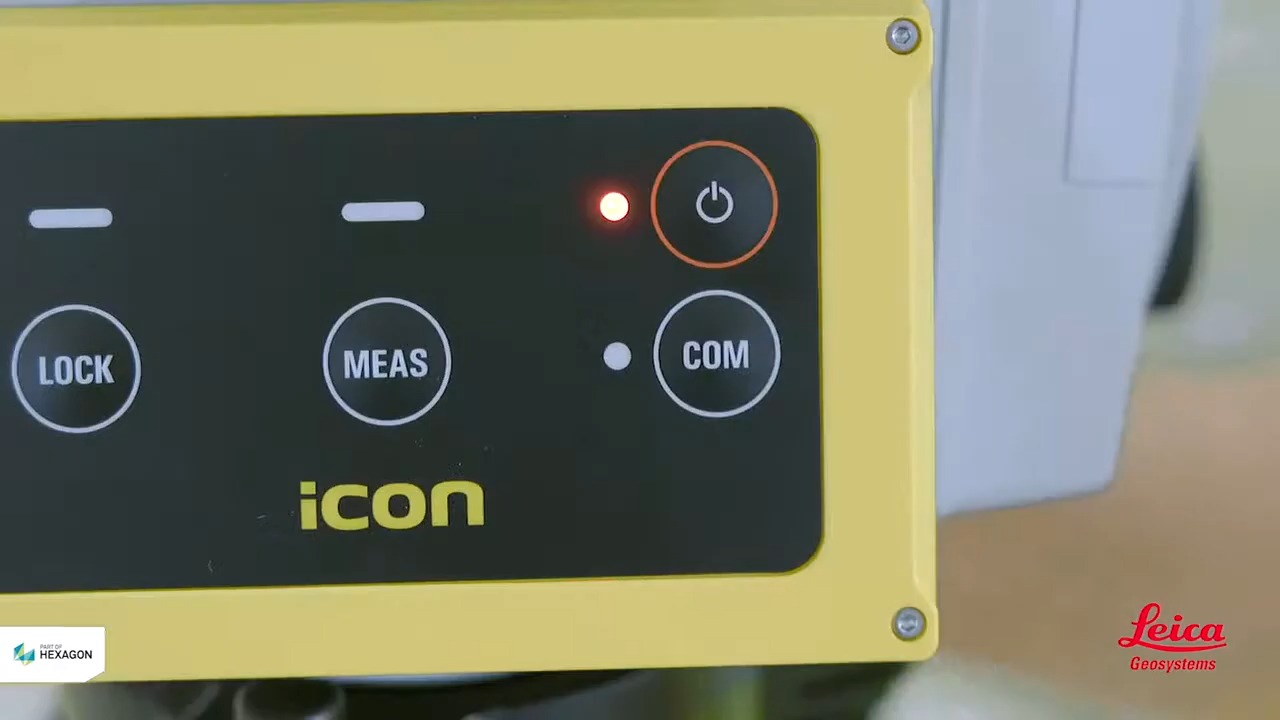 LOCK
MEAS
COM
icon
PART OF
HEXAGON
Leica
Geosystems